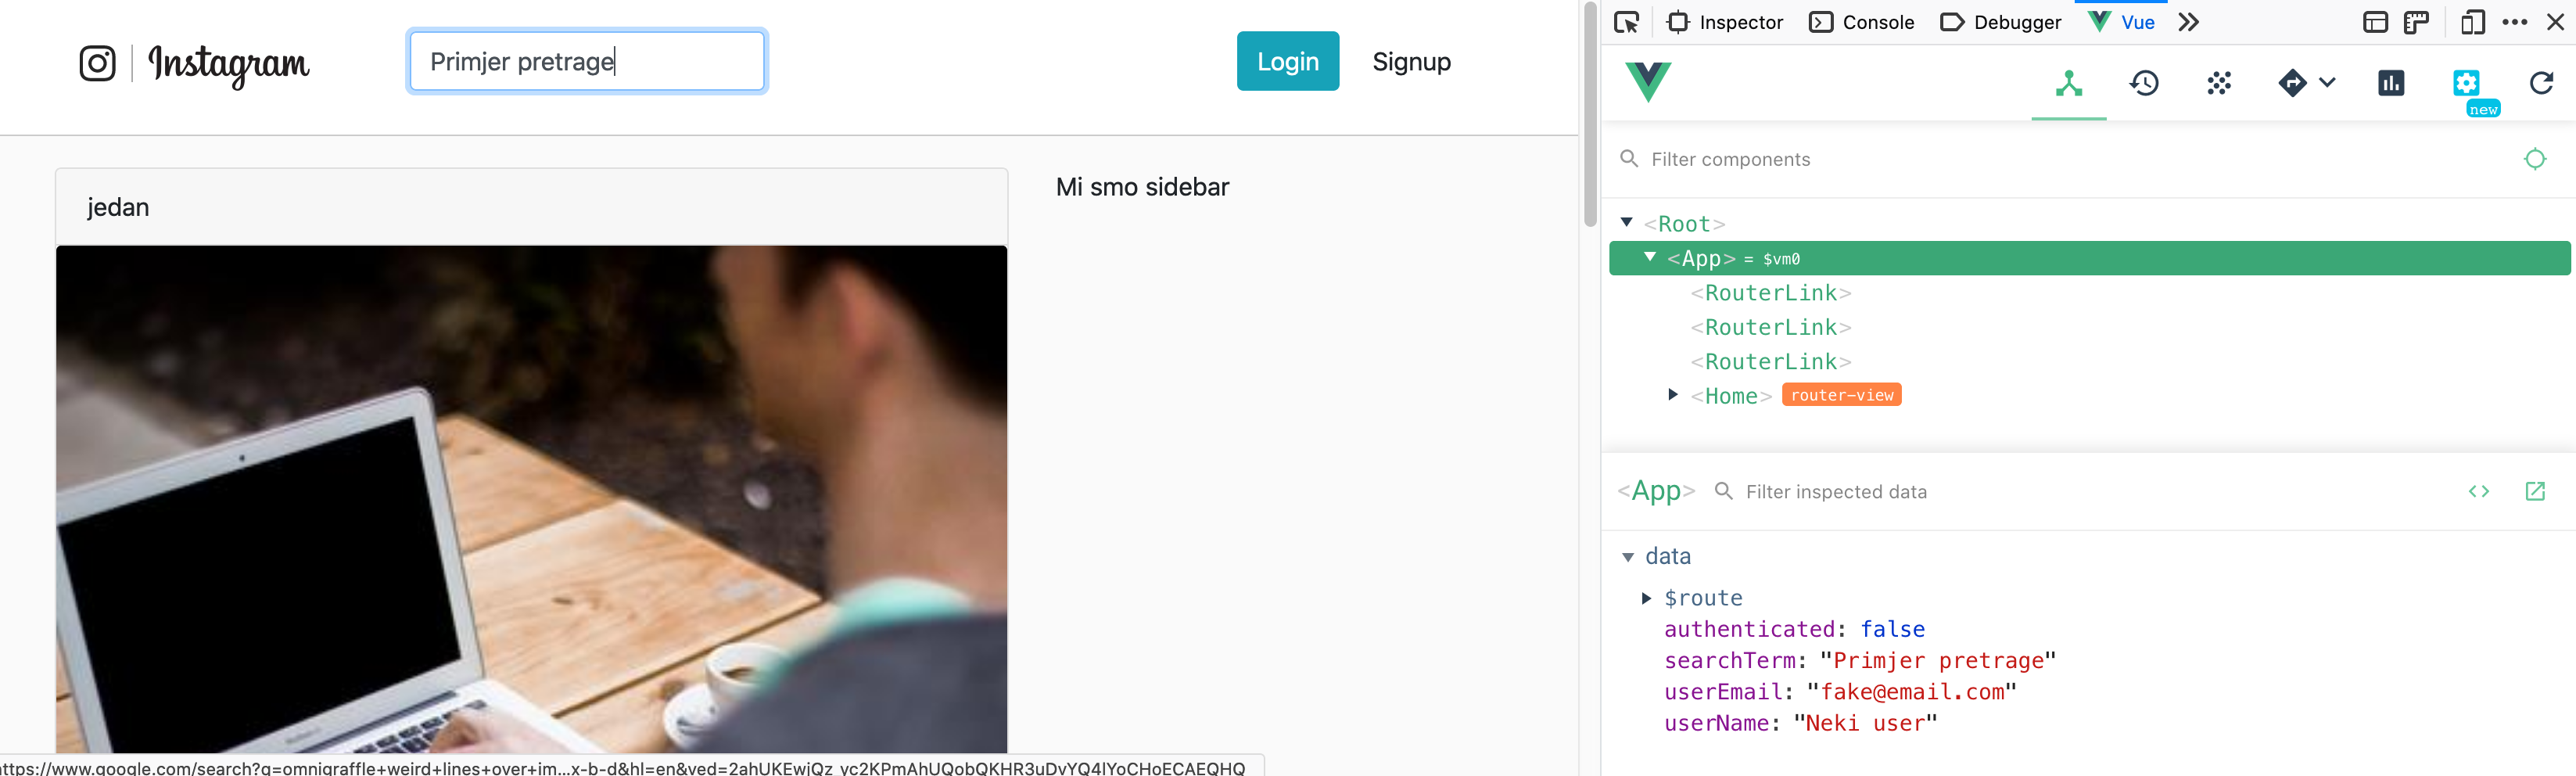 Instagram
Primjer pretrage
Login
Signup
jedan
Mi smo sidebar
Inspector
Console
Debugger
Vue
new
Filter components
<Root>
<App> = $vm0
<RouterLink>
<RouterLink>
<RouterLink>
<Home> router-view
<App>
Filter inspected data
data
$route
authenticated: false
searchTerm: "Primjer pretrage"
userEmail: "fake@email.com"
userName: "Neki user"
https://www.google.com/search?q=omnigraffle+weird+lines+over+im...x-b-d&hl=en&ved=2ahUKEwjQz_yc2KPmAhUQobQKHR3uDvYQ4lYoCHoECAEQHQ